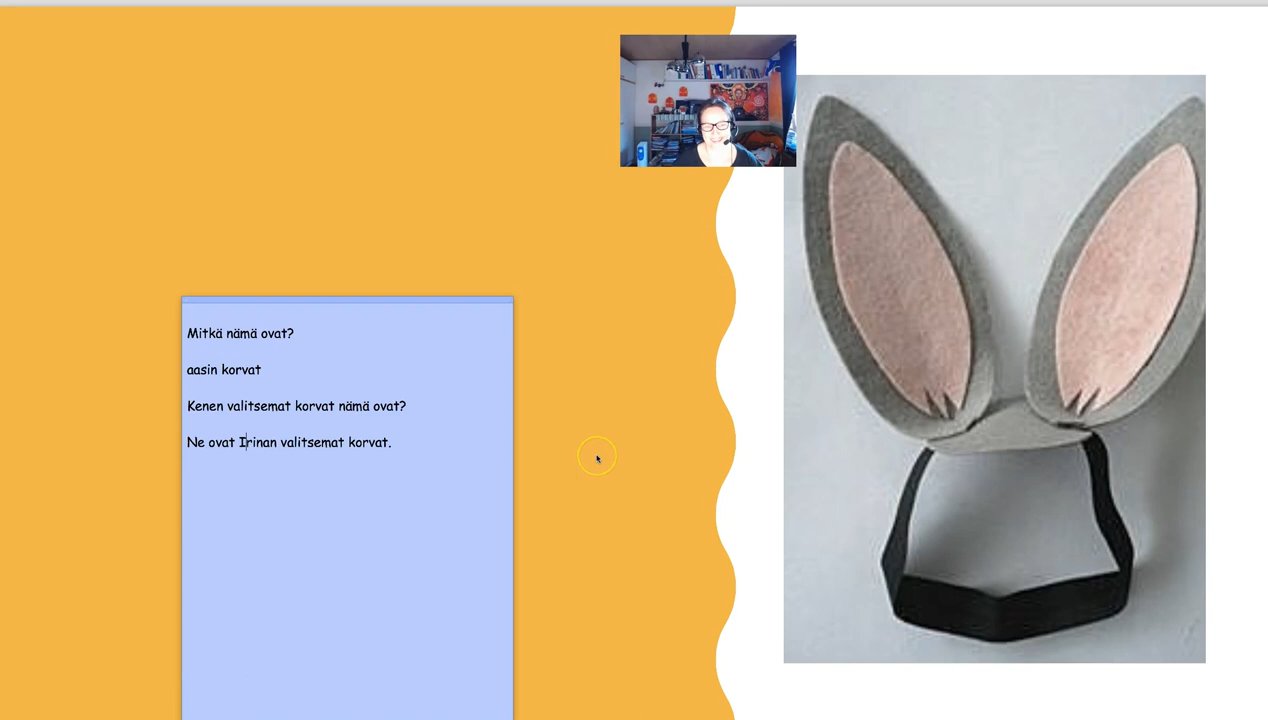 Mitkä nämä ovat?
aasin korvat
Kenen valitsemat korvat nämä ovat?
Ne ovat Irinan valitsemat korvat.